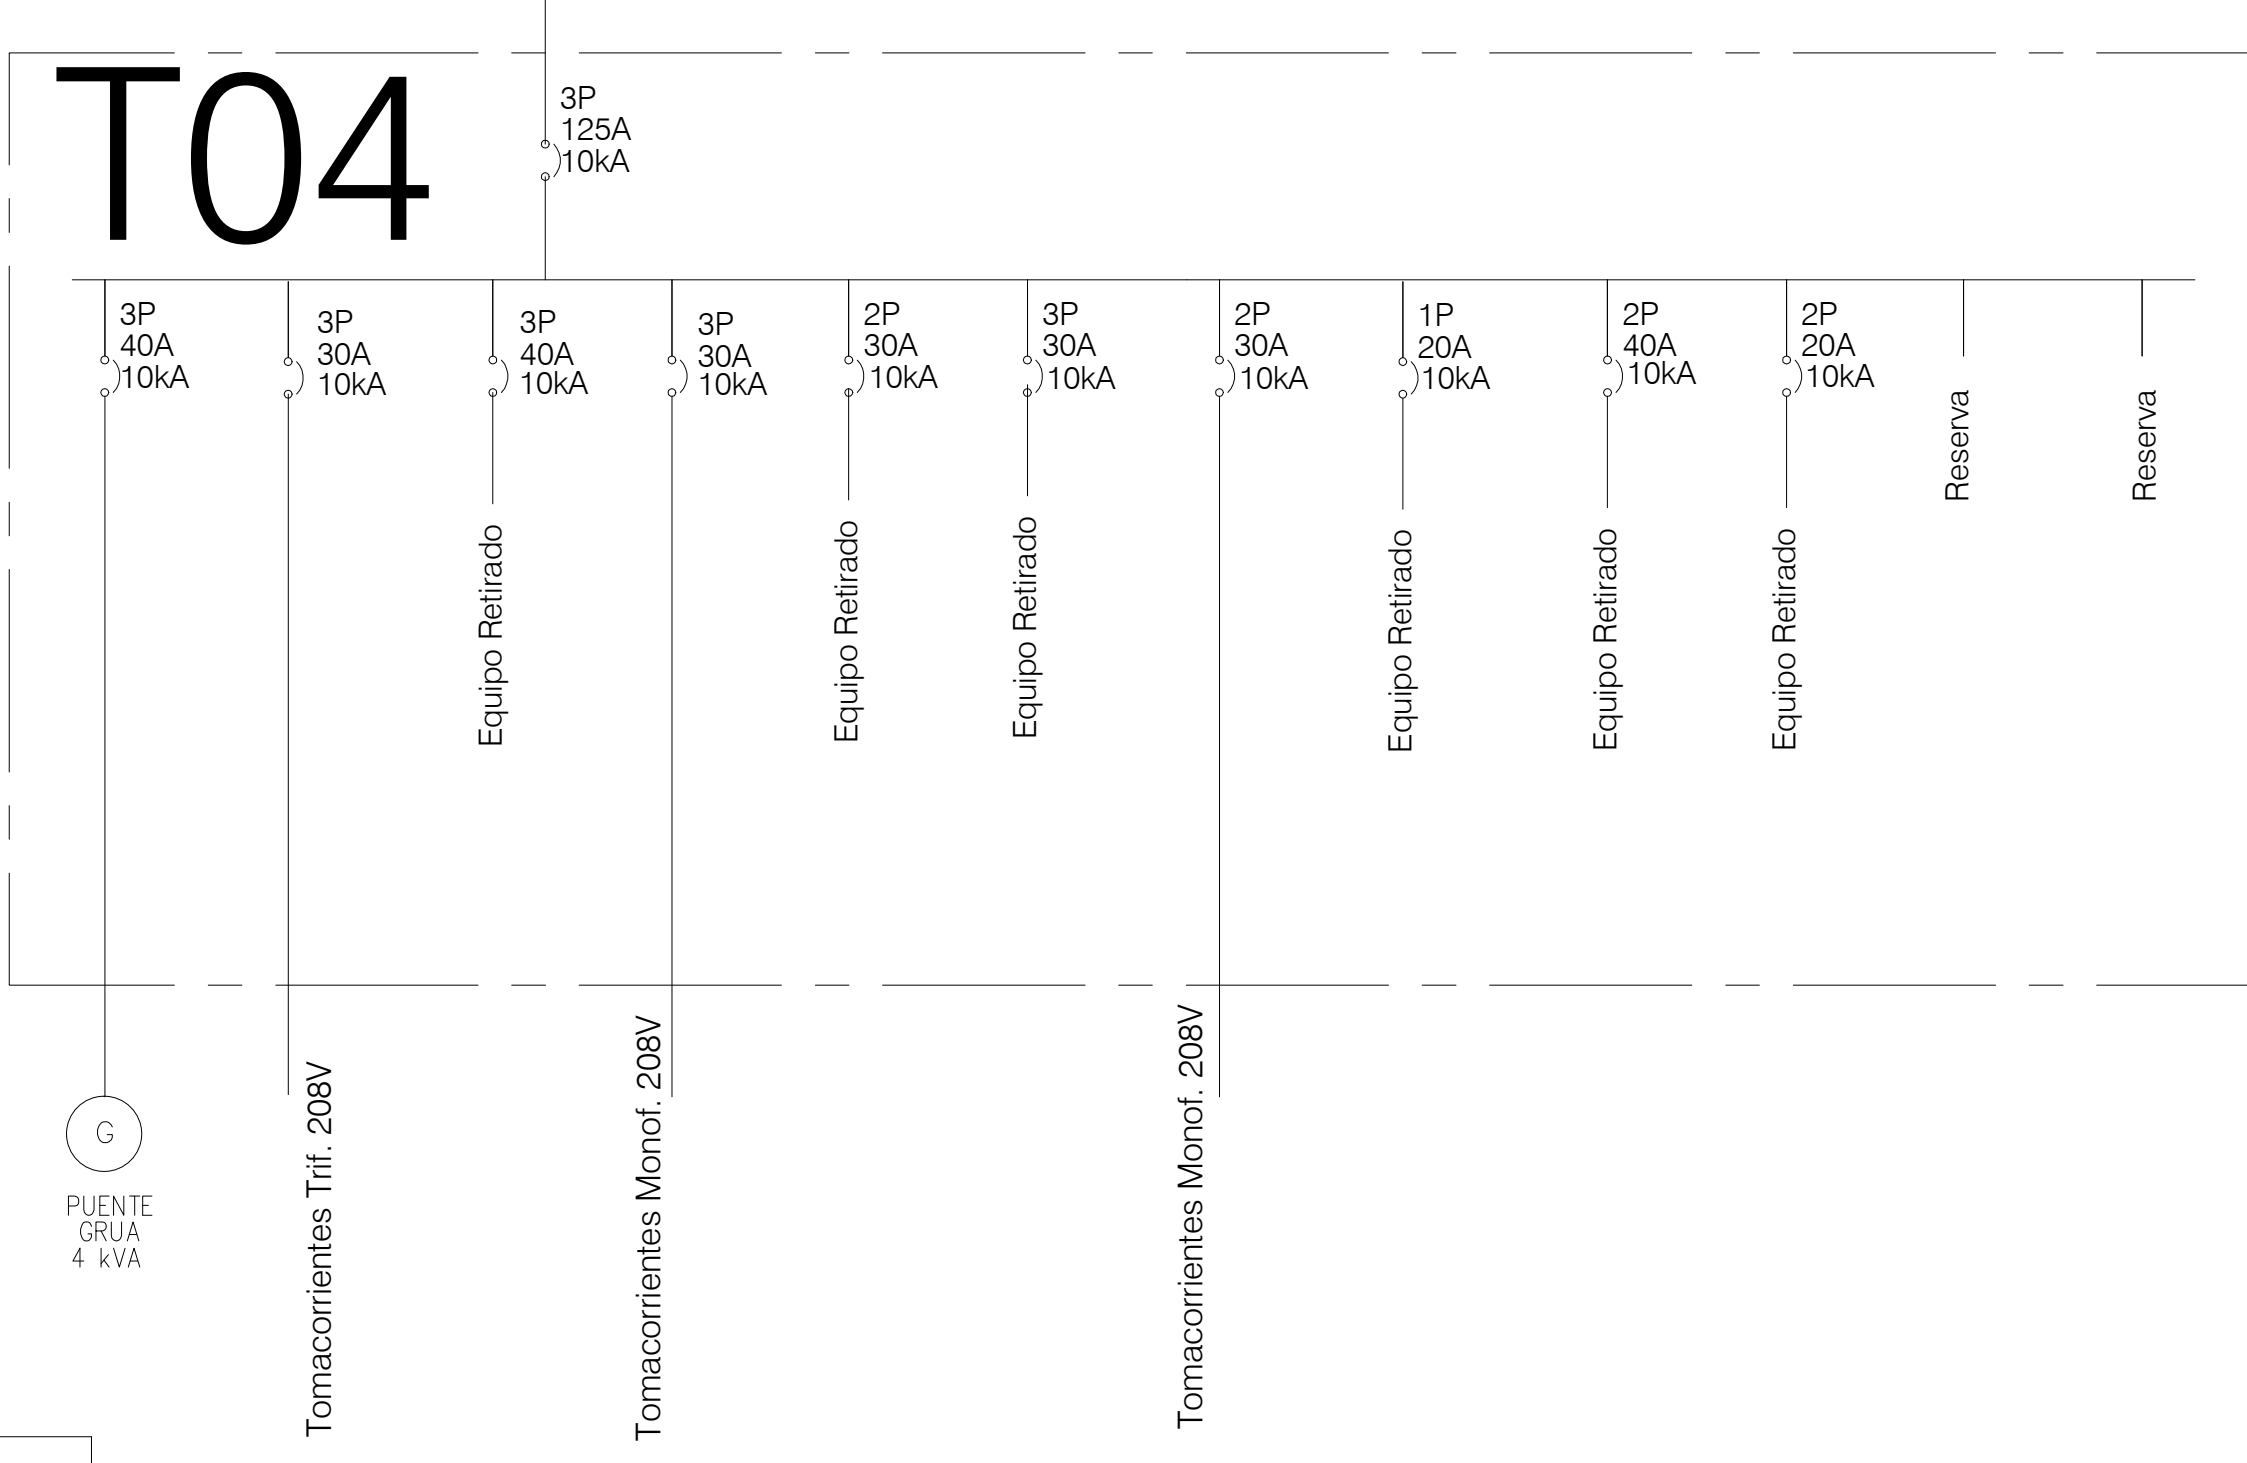 T04
3P
125A
10kA
3P
40A
10kA
3P
30A
10kA
3P
40A
10kA
3P
30A
10kA
2P
30A
10kA
3P
30A
10kA
2P
30A
10kA
1P
20A
10kA
2P
40A
10kA
2P
20A
10kA
Reserva
Reserva
Equipo Retirado
Equipo Retirado
Equipo Retirado
Equipo Retirado
Equipo Retirado
Equipo Retirado
G
PUENTE
GRUA
4 kVA
Tomacorrientes Trif. 208V
Tomacorrientes Monof. 208V
Tomacorrientes Monof. 208V